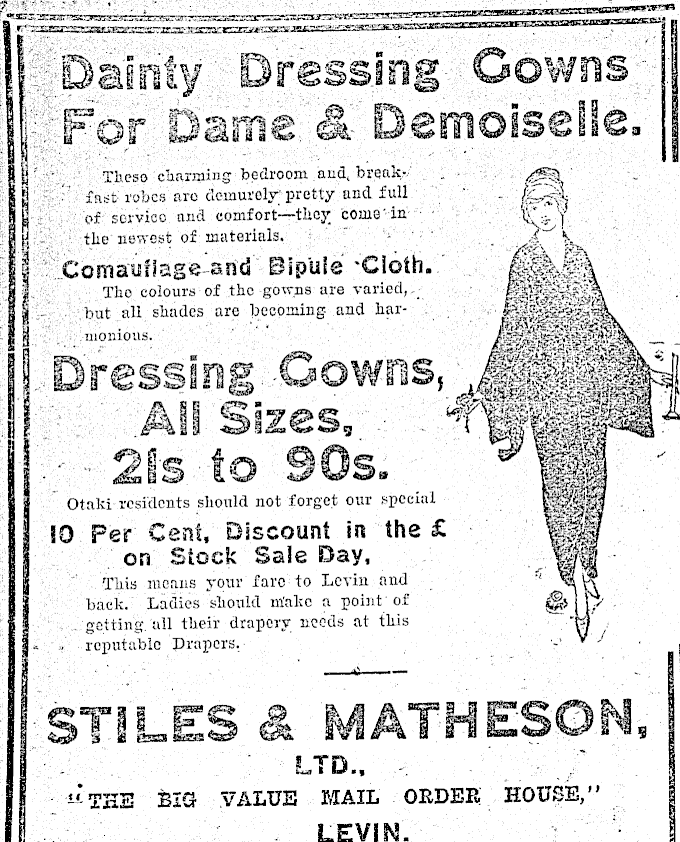 Dainty Dressing Gowns
For Dame & Demoiselle.
These charming bedroom and, break-
fast robes are demurely pretty and full
of service and comfort—they come in
the newest of materials.
Comauflage and Bipule Cloth.
The colours of the gowns are varied,
but all shades are becoming and har-
monious.
Dressing Gowns,
All Sizes,
21s to 90s.
Otaki residents should not forget our special
10 Per Cent, Discount in the £
on Stock Sale Day,
This means your fare to Levin and
back. Ladies should make a point of
getting all their drapery needs at this
reputable Drapers.
STILES & MATHESON,
LTD.,
"THE BIG VALUE MAIL ORDER HOUSE,"
LEVIN.